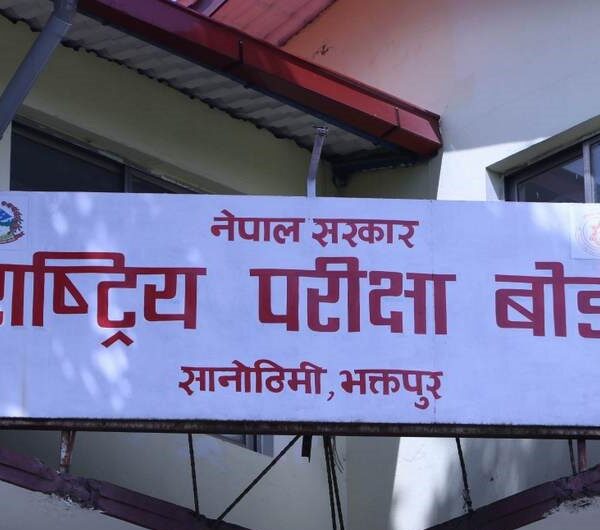 नेपाल सरकार
राष्ट्रिय परीक्षा बोर्ड
सानोठिमी, भक्तपुर